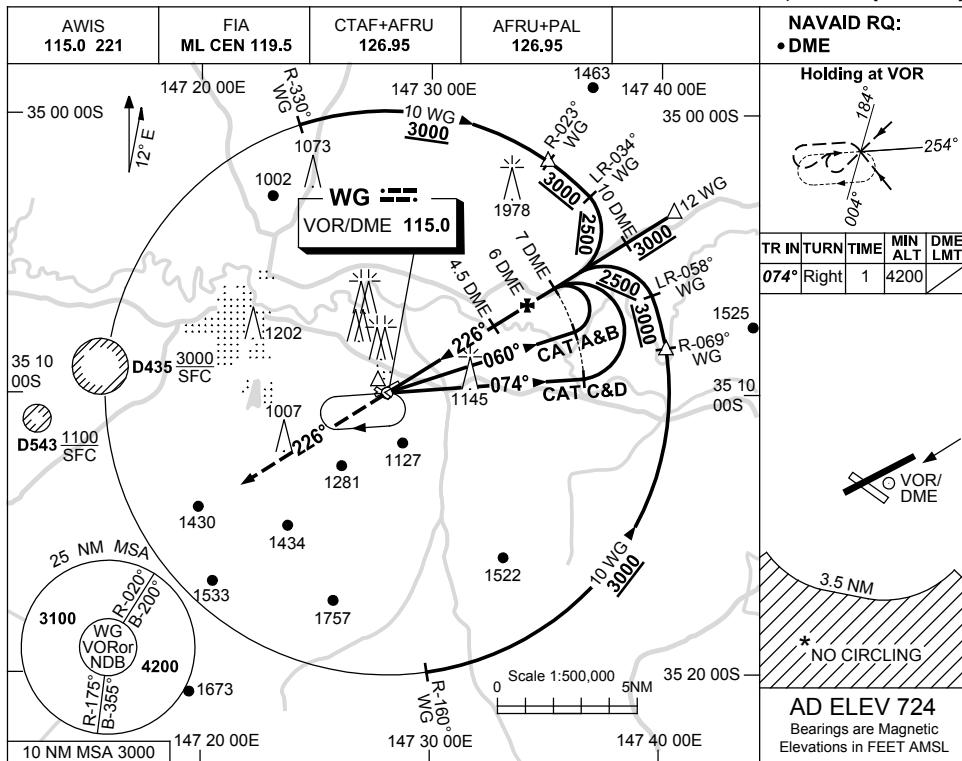 AWIS
115.0 221
FIA
ML CEN 119.5
CTAF+AFRU
126.95
AFRU+PAL
126.95
NAVAID RQ:
• DME
147 20 00E
147 30 00E
1463
147 40 00E
35 00 00S
35 00 00S
12° E
R-330°
WG
10 WG
3000
R-023°
WG
LR-034°
WG
1073
1002
1978
3000
2500
10 DME
12 WG
3000
WG
VOR/DME 115.0
7 DME
6 DME
4.5 DME
2500
LR-058°
WG
3000
R-069°
WG
1525
1202
226°
060°
CAT A&B
074°
CAT C&D
1145
35 10
00S
35 10
00S
D435 3000
SFC
D543 1100
SFC
1007
226°
1127
1281
1430
1434
1522
1533
1757
10 WG
3000
25 NM MSA
R-020°
B-200°
3100
WG
VORor
NDB
4200
R-175°
B-355°
1673
R-160°
WG
Scale 1:500,000
0
5NM
35 20 00S
35 20 00S
147 20 00E
147 30 00E
147 40 00E
10 NM MSA 3000
Holding at VOR
184°
254°
004°
TR IN TURN TIME MIN ALT DME LMT
074° Right 1 4200
VOR/
DME
3.5 NM
* NO CIRCLING
AD ELEV 724
Bearings are Magnetic
Elevations in FEET AMSL